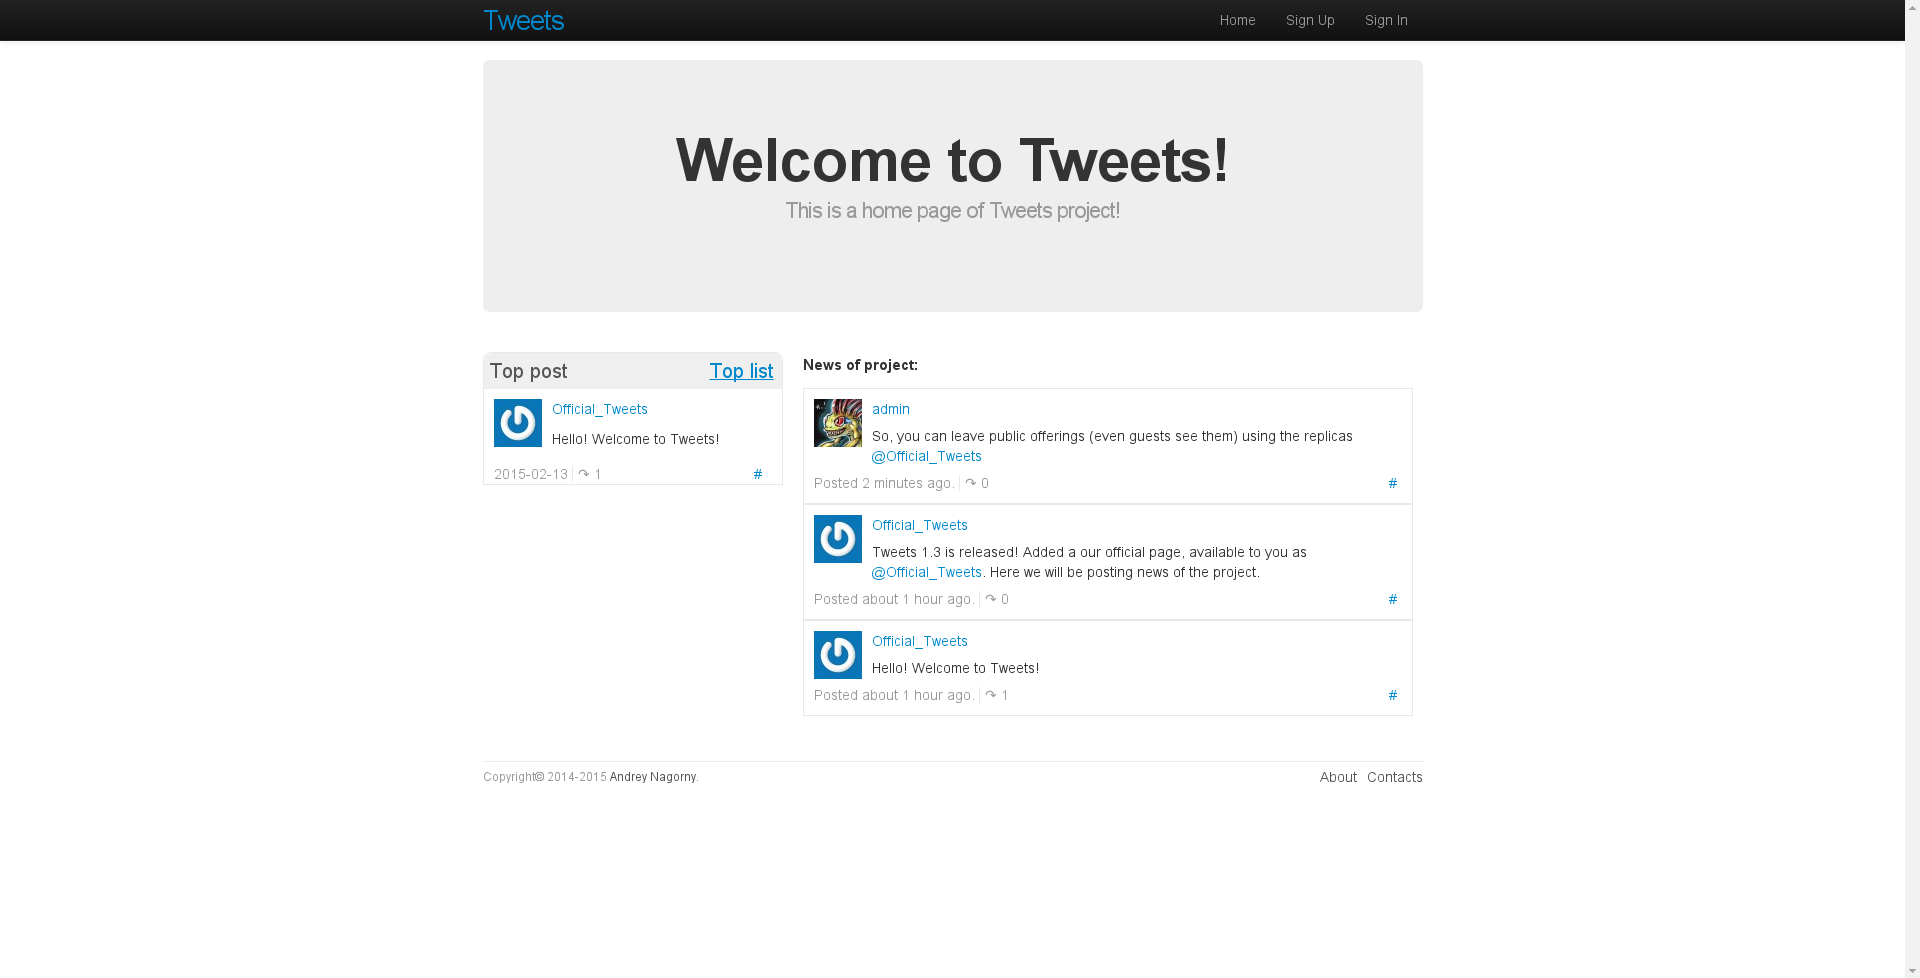 Tweets
Home Sign Up Sign In
Welcome to Tweets!
This is a home page of Tweets project!
Top post Top list
Official_Tweets
Hello! Welcome to Tweets!
2015-02-13 ↷ 1 #
News of project:
admin
So, you can leave public offerings (even guests see them) using the replicas
@Official_Tweets
Posted 2 minutes ago. ↷ 0 #
Official_Tweets
Tweets 1.3 is released! Added a our official page, available to you as
@Official_Tweets. Here we will be posting news of the project.
Posted about 1 hour ago. ↷ 0 #
Official_Tweets
Hello! Welcome to Tweets!
Posted about 1 hour ago. ↷ 1 #
Copyright© 2014-2015 Andrey Nagorny.
About Contacts